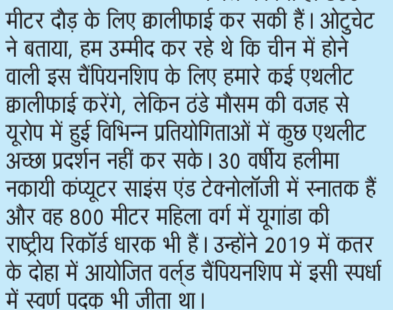 मीटर दौड़ के लिए क्वालीफाई कर सकी हैं। ओटुचेट
ने बताया, हम उम्मीद कर रहे थे कि चीन में होने
वाली इस चैंपियनशिप के लिए हमारे कई एथलीट
क्वालीफाई करेंगे, लेकिन ठंडे मौसम की वजह से
यूरोप में हुई विभिन्न प्रतियोगिताओं में कुछ एथलीट
अच्छा प्रदर्शन नहीं कर सके। 30 वर्षीय हलीमा
नकायी कंप्यूटर साइंस एंड टेक्नोलॉजी में स्नातक हैं
और वह 800 मीटर महिला वर्ग में यूगांडा की
राष्ट्रीय रिकॉर्ड धारक भी हैं। उन्होंने 2019 में कतर
के दोहा में आयोजित वर्ल्ड चैंपियनशिप में इसी स्पर्धा
में स्वर्ण पदक भी जीता था।